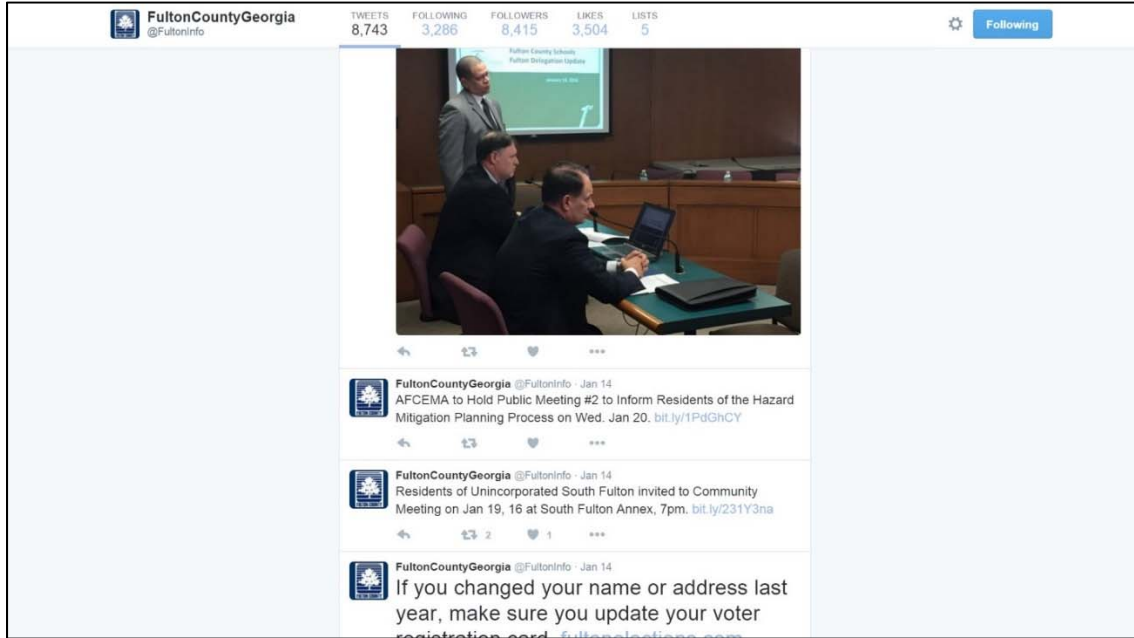 FultonCountyGeorgia
@FultonInfo
TWEETS
8,743
FOLLOWING
3,286
FOLLOWERS
8,415
LIKES
3,504
LISTS
5
Following
Fulton County Schools
Fulton Delegation Update
FultonCountyGeorgia @FultonInfo · Jan 14
AFCEMA to Hold Public Meeting #2 to Inform Residents of the Hazard
Mitigation Planning Process on Wed. Jan 20. bit.ly/1PdGhCY
FultonCountyGeorgia @FultonInfo · Jan 14
Residents of Unincorporated South Fulton invited to Community
Meeting on Jan 19, 16 at South Fulton Annex, 7pm. bit.ly/231Y3na
2
1
FultonCountyGeorgia @FultonInfo · Jan 14
If you changed your name or address last
year, make sure you update your voter
registration card. fultonelections.com